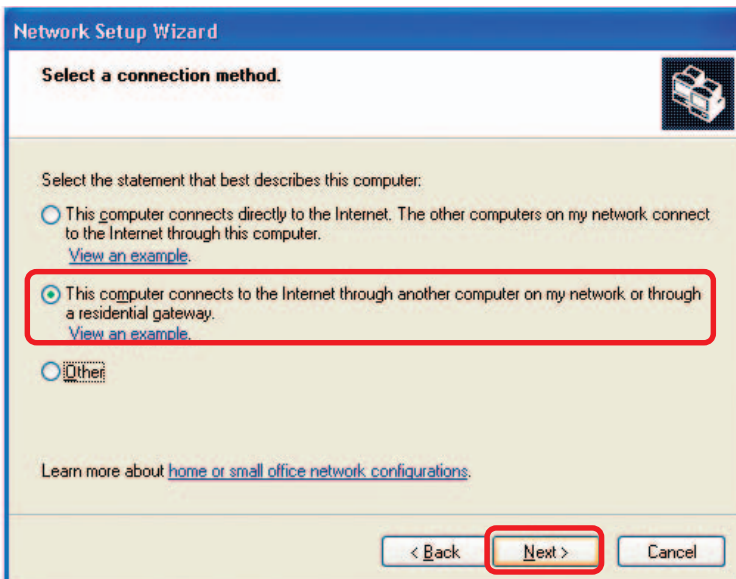 Network Setup Wizard
Select a connection method.
Select the statement that best describes this computer:
This computer connects directly to the Internet. The other computers on my network connect
to the Internet through this computer.
View an example.
This computer connects to the Internet through another computer on my network or through
a residential gateway.
View an example.
Other
Learn more about home or small office network configurations.
< Back Next > Cancel